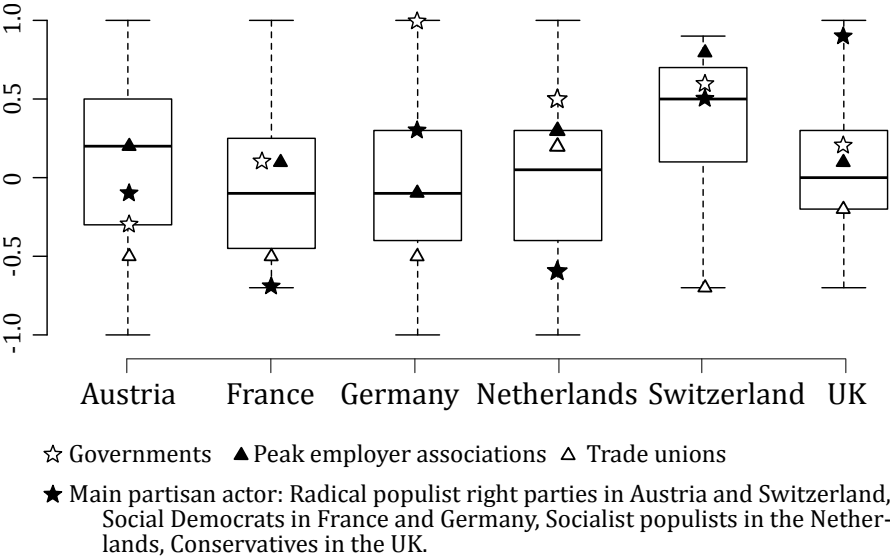 1.0
0.5
0
-0.5
-1.0
Austria France Germany Netherlands Switzerland UK
☆ Governments ▲ Peak employer associations △ Trade unions
★ Main partisan actor: Radical populist right parties in Austria and Switzerland,
Social Democrats in France and Germany, Socialist populists in the Nether-
lands, Conservatives in the UK.